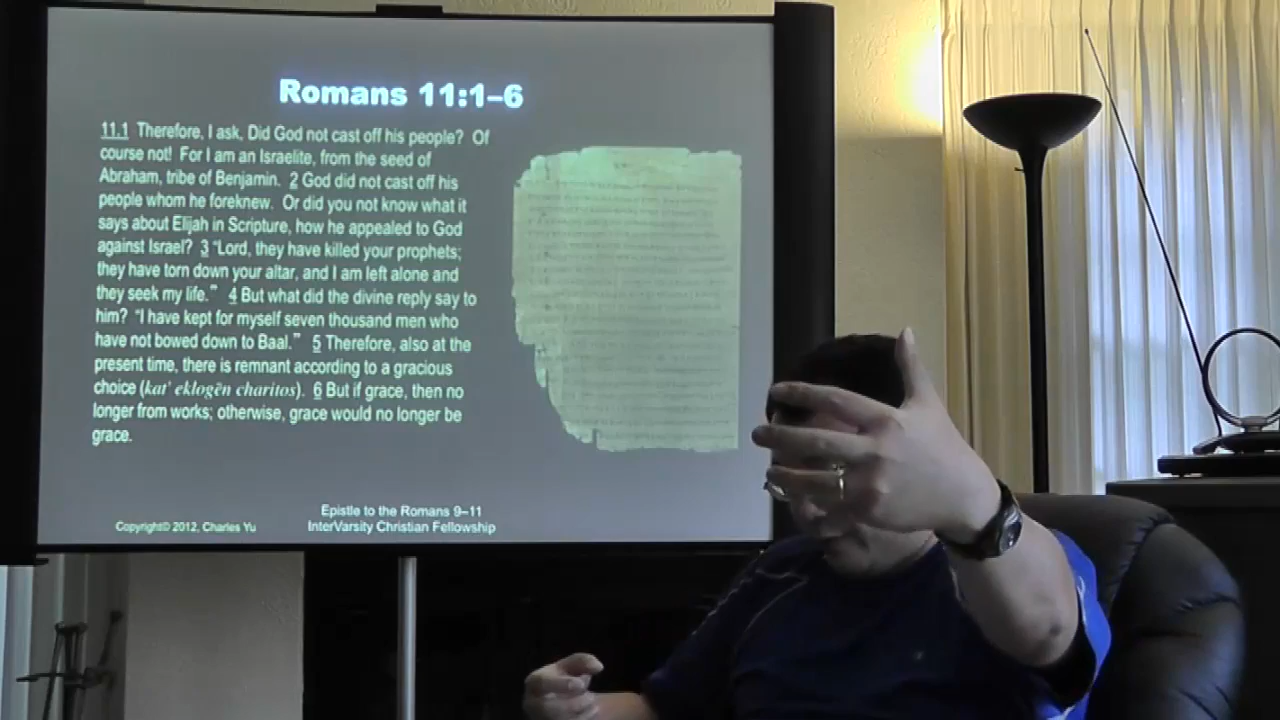 Romans 11:1–6
11.1 Therefore, I ask, Did God not cast off his people? Of
course not! For I am an Israelite, from the seed of
Abraham, tribe of Benjamin. 2 God did not cast off his
people whom he foreknew. Or did you not know what it
says about Elijah in Scripture, how he appealed to God
against Israel? 3 “Lord, they have killed your prophets;
they have torn down your altar, and I am left alone and
they seek my life.” 4 But what did the divine reply say to
him? “I have kept for myself seven thousand men who
have not bowed down to Baal.” 5 Therefore, also at the
present time, there is remnant according to a gracious
choice (kat’ eklogēn charitos). 6 But if grace, then no
longer from works; otherwise, grace would no longer be
grace.
Copyright© 2012, Charles Yu
Epistle to the Romans 9–11
InterVarsity Christian Fellowship